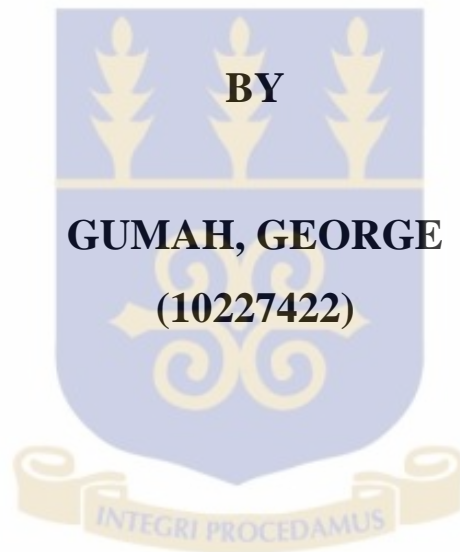 BY
GUMAH, GEORGE
(10227422)
INTEGRI PROCEDAMUS